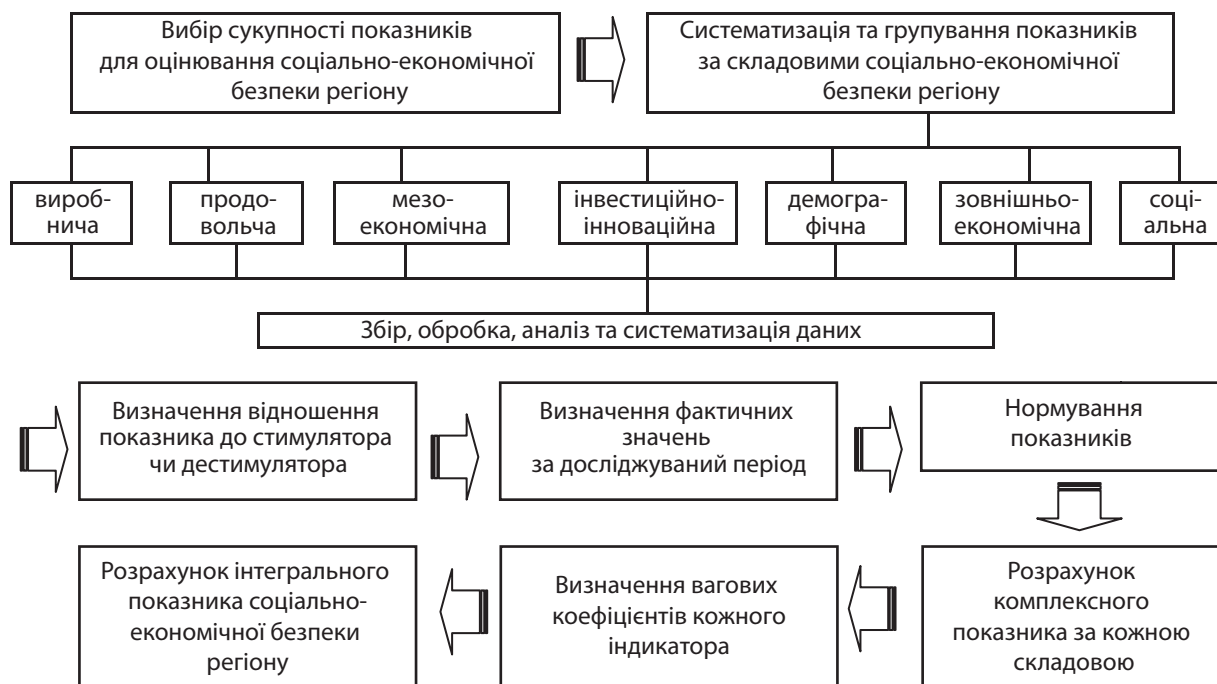 Вибір сукупності показників
для оцінювання соціально-економічної
безпеки регіону
Систематизація та групування показників
за складовими соціально-економічної
безпеки регіону
вироб-
нича
продо-
вольча
мезо-
економічна
інвестиційно-
інноваційна
демогра-
фічна
зовнішньо-
економічна
соці-
альна
Збір, обробка, аналіз та систематизація даних
Визначення відношення
показника до стимулятора
чи дестимулятора
Визначення фактичних
значень
за досліджуваний період
Нормування
показників
Розрахунок
комплексного
показника за кожною
складовою
Визначення вагових
коефіцієнтів кожного
індикатора
Розрахунок інтегрального
показника соціально-
економічної безпеки
регіону